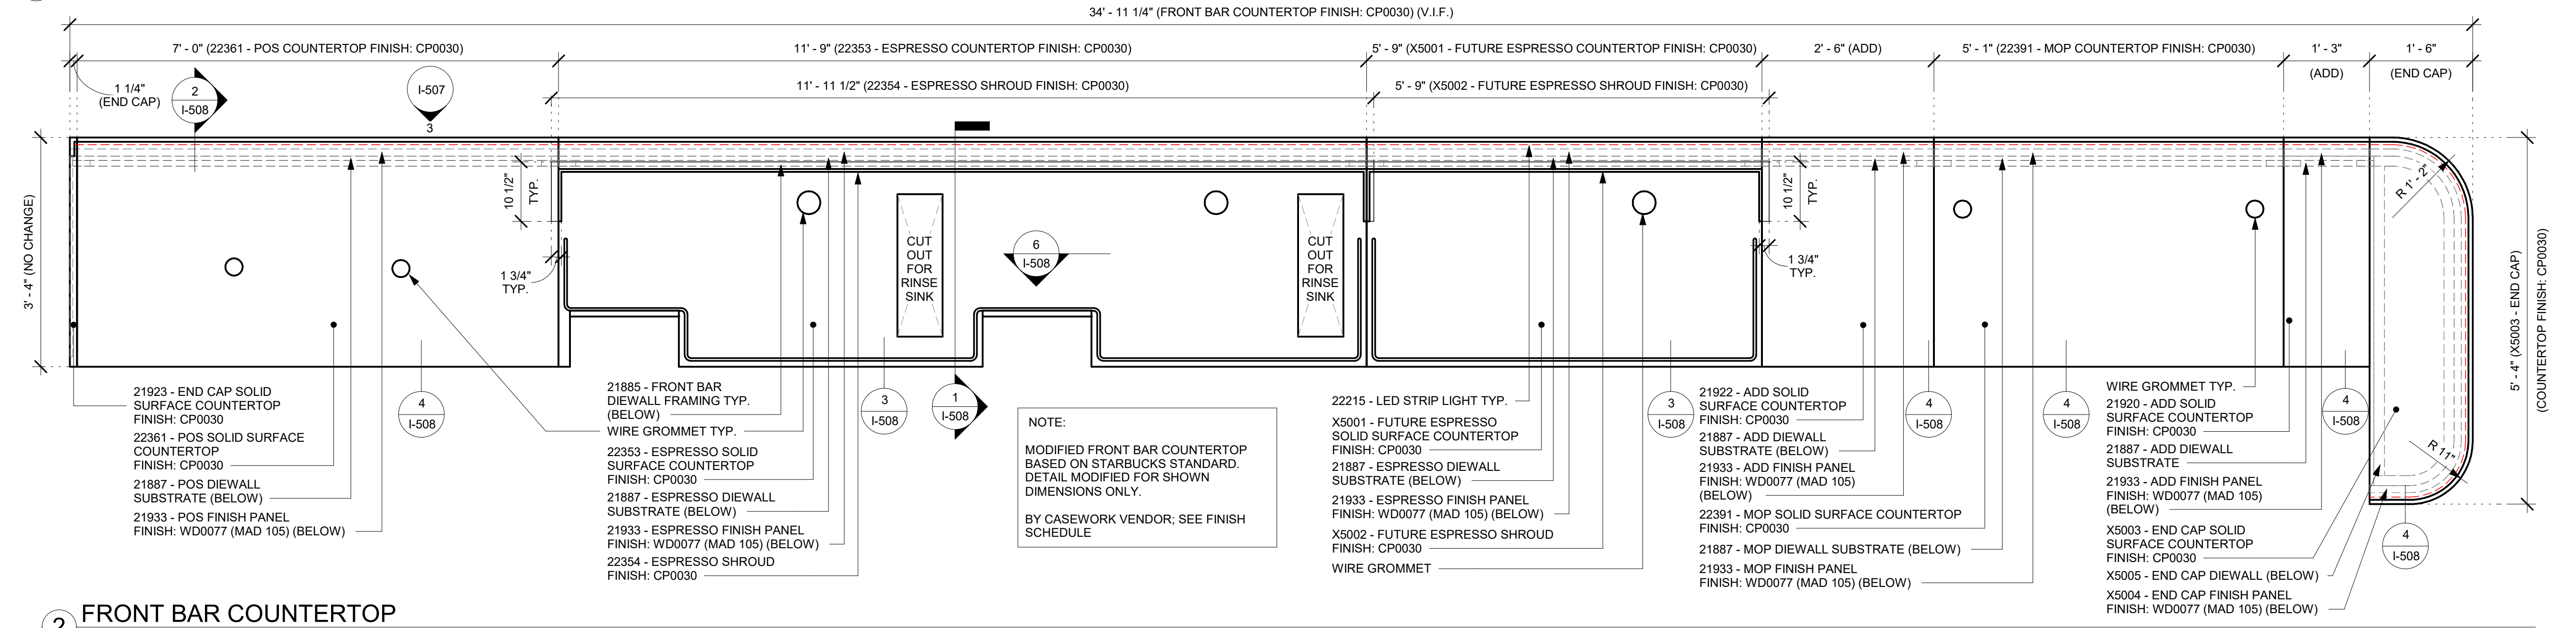 34' - 11 1/4" (FRONT BAR COUNTERTOP FINISH: CP0030) (V.I.F.)
7' - 0" (22361 - POS COUNTERTOP FINISH: CP0030)
11' - 9" (22353 - ESPRESSO COUNTERTOP FINISH: CP0030)
5' - 9" (X5001 - FUTURE ESPRESSO COUNTERTOP FINISH: CP0030)
2' - 6" (ADD)
5' - 1" (22391 - MOP COUNTERTOP FINISH: CP0030)
1' - 3"
(ADD)
1' - 6"
(END CAP)
1 1/4"
(END CAP)
2
I-508
I-507
3
11' - 11 1/2" (22354 - ESPRESSO SHROUD FINISH: CP0030)
5' - 9" (X5002 - FUTURE ESPRESSO SHROUD FINISH: CP0030)
3' - 4" (NO CHANGE)
10 1/2"
TYP.
1 3/4"
TYP.
CUT
OUT
FOR
RINSE
SINK
6
I-508
CUT
OUT
FOR
RINSE
SINK
10 1/2"
TYP.
1 3/4"
TYP.
R 1' - 2"
R 11"
5' - 4" (X5003 - END CAP)
(COUNTERTOP FINISH: CP0030)
21923 - END CAP SOLID
SURFACE COUNTERTOP
FINISH: CP0030
22361 - POS SOLID SURFACE
COUNTERTOP
FINISH: CP0030
21887 - POS DIEWALL
SUBSTRATE (BELOW)
21933 - POS FINISH PANEL
FINISH: WD0077 (MAD 105) (BELOW)
4
I-508
21885 - FRONT BAR
DIEWALL FRAMING TYP.
(BELOW)
WIRE GROMMET TYP.
22353 - ESPRESSO SOLID
SURFACE COUNTERTOP
FINISH: CP0030
21887 - ESPRESSO DIEWALL
SUBSTRATE (BELOW)
21933 - ESPRESSO FINISH PANEL
FINISH: WD0077 (MAD 105) (BELOW)
22354 - ESPRESSO SHROUD
FINISH: CP0030
3
I-508
1
I-508
NOTE:
MODIFIED FRONT BAR COUNTERTOP
BASED ON STARBUCKS STANDARD.
DETAIL MODIFIED FOR SHOWN
DIMENSIONS ONLY.
BY CASEWORK VENDOR; SEE FINISH
SCHEDULE
22215 - LED STRIP LIGHT TYP.
X5001 - FUTURE ESPRESSO
SOLID SURFACE COUNTERTOP
FINISH: CP0030
21887 - ESPRESSO DIEWALL
SUBSTRATE (BELOW)
21933 - ESPRESSO FINISH PANEL
FINISH: WD0077 (MAD 105) (BELOW)
X5002 - FUTURE ESPRESSO SHROUD
FINISH: CP0030
WIRE GROMMET
3
I-508
21922 - ADD SOLID
SURFACE COUNTERTOP
FINISH: CP0030
21887 - ADD DIEWALL
SUBSTRATE (BELOW)
21933 - ADD FINISH PANEL
FINISH: WD0077 (MAD 105)
(BELOW)
22391 - MOP SOLID SURFACE COUNTERTOP
FINISH: CP0030
21887 - MOP DIEWALL SUBSTRATE (BELOW)
21933 - MOP FINISH PANEL
FINISH: WD0077 (MAD 105) (BELOW)
4
I-508
4
I-508
WIRE GROMMET TYP.
21920 - ADD SOLID
SURFACE COUNTERTOP
FINISH: CP0030
21887 - ADD DIEWALL
SUBSTRATE
21933 - ADD FINISH PANEL
FINISH: WD0077 (MAD 105)
(BELOW)
X5003 - END CAP SOLID
SURFACE COUNTERTOP
FINISH: CP0030
X5005 - END CAP DIEWALL (BELOW)
X5004 - END CAP FINISH PANEL
FINISH: WD0077 (MAD 105) (BELOW)
4
I-508
4
I-508
2
FRONT BAR COUNTERTOP